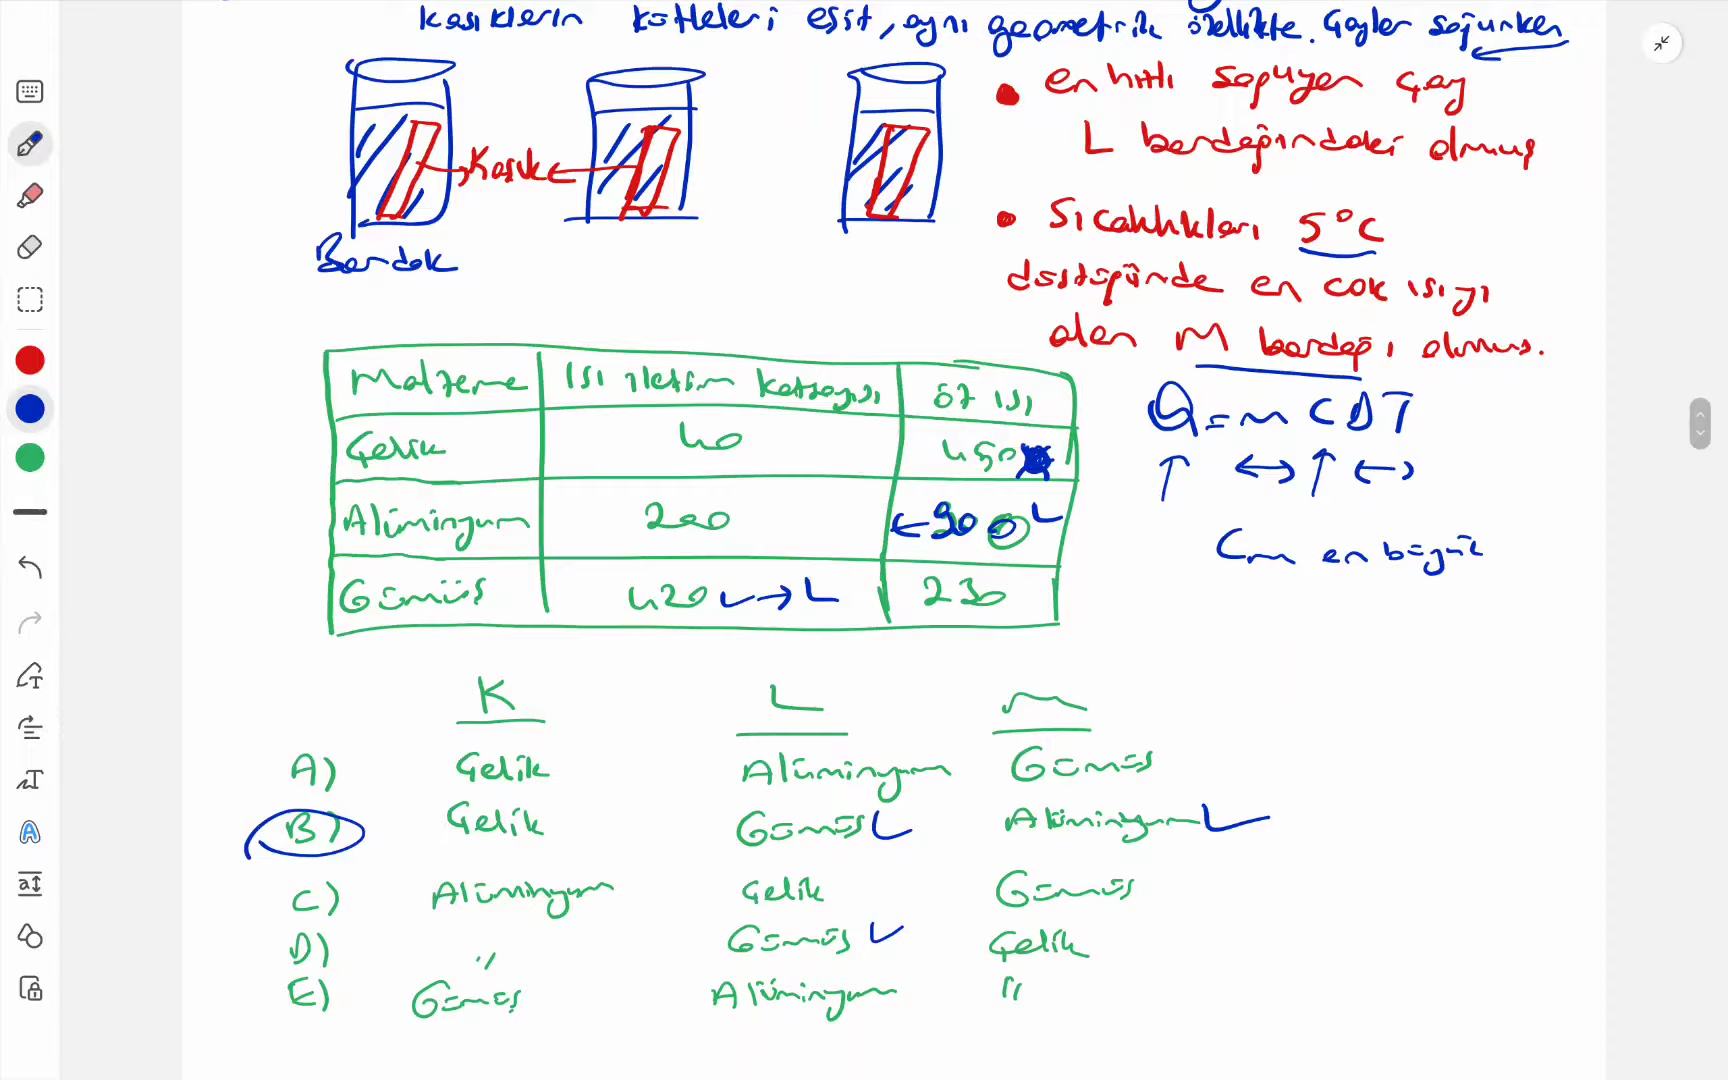 kaşıkların kütleleri eşit, aynı geometrik özellikte. Çaylar soğurken
• en hızlı soğuyan çay
L bardağındaki olmuş
Kaşık
Bardak
• Sıcaklıkları 5°C
düştüğünde en çok ısıyı
alan M bardağı olmuş.
Malzeme Isı iletim katsayısı öz ısı
Çelik 40 450
Alüminyum 200 900 L
Gümüş 420 → L 230
Q = m C ΔT
Cm en büyük
K L M
A) Çelik Alüminyum Gümüş
B) Çelik Gümüş Alüminyum
C) Alüminyum Çelik Gümüş
D) " Gümüş Çelik
E) Gümüş Alüminyum "